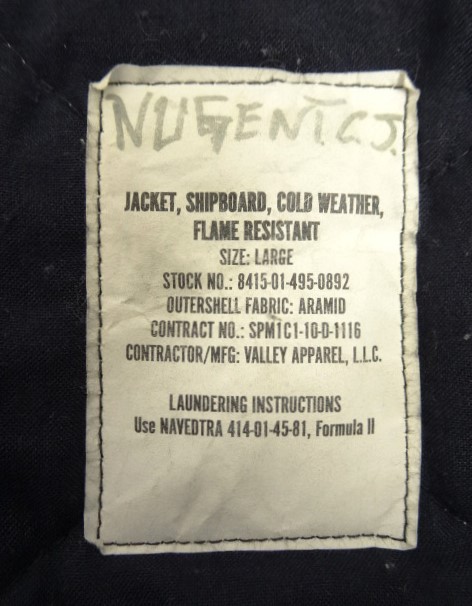 NUGENT.C.J.
JACKET, SHIPBOARD, COLD WEATHER,
FLAME RESISTANT
SIZE: LARGE
STOCK NO.: 8415-01-495-0892
OUTERSHELL FABRIC: ARAMID
CONTRACT NO.: SPM1C1-10-D-1116
CONTRACTOR/MFG: VALLEY APPAREL, L.L.C.
LAUNDERING INSTRUCTIONS
Use NAVEDTRA 414-01-45-81, Formula II